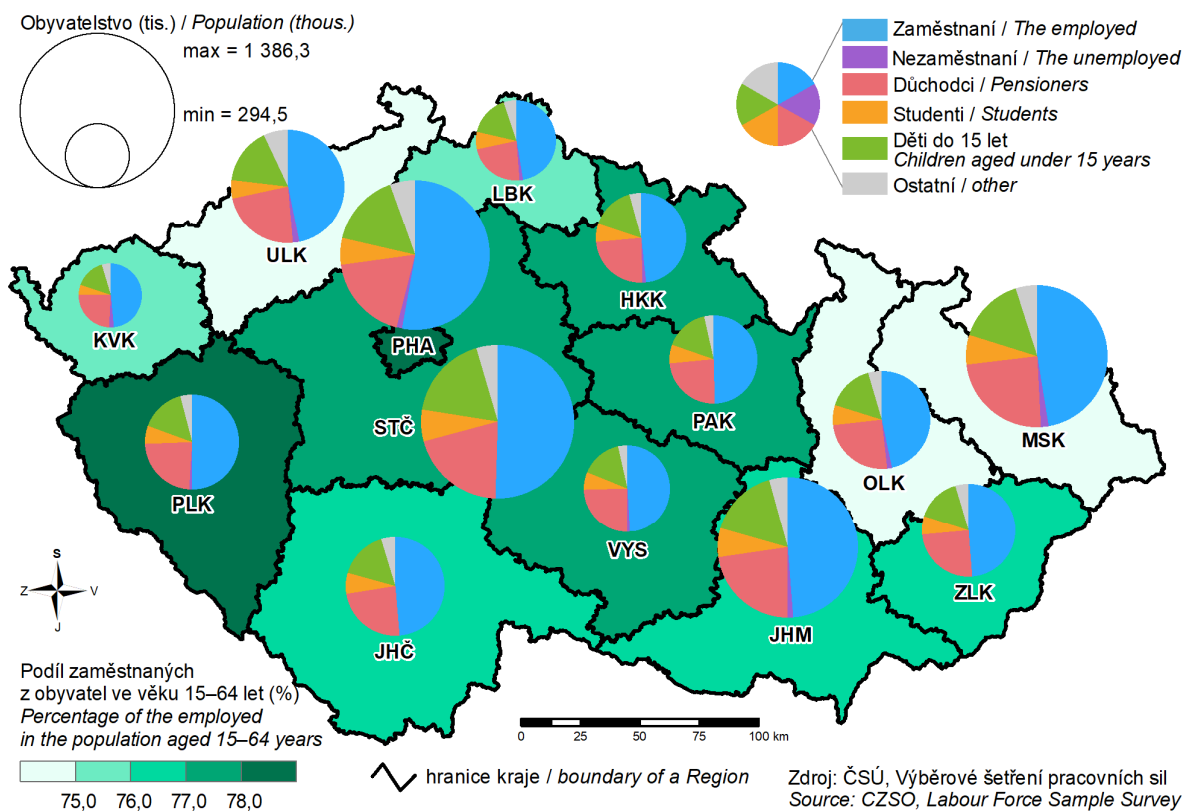 Obyvatelstvo (tis.) / Population (thous.)
max = 1 386,3
min = 294,5
Zaměstnaní / The employed
Nezaměstnaní / The unemployed
Důchodci / Pensioners
Studenti / Students
Děti do 15 let
Children aged under 15 years
Ostatní / other
LBK
ULK
HKK
KVK
PHA
STČ
PAK
MSK
OLK
PLK
VYS
ZLK
JHM
JHČ
S
Z
V
J
Podíl zaměstnaných
z obyvatel ve věku 15–64 let (%)
Percentage of the employed
in the population aged 15–64 years
75,0 76,0 77,0 78,0
0 25 50 75 100 km
hranice kraje / boundary of a Region
Zdroj: ČSÚ, Výběrové šetření pracovních sil
Source: CZSO, Labour Force Sample Survey